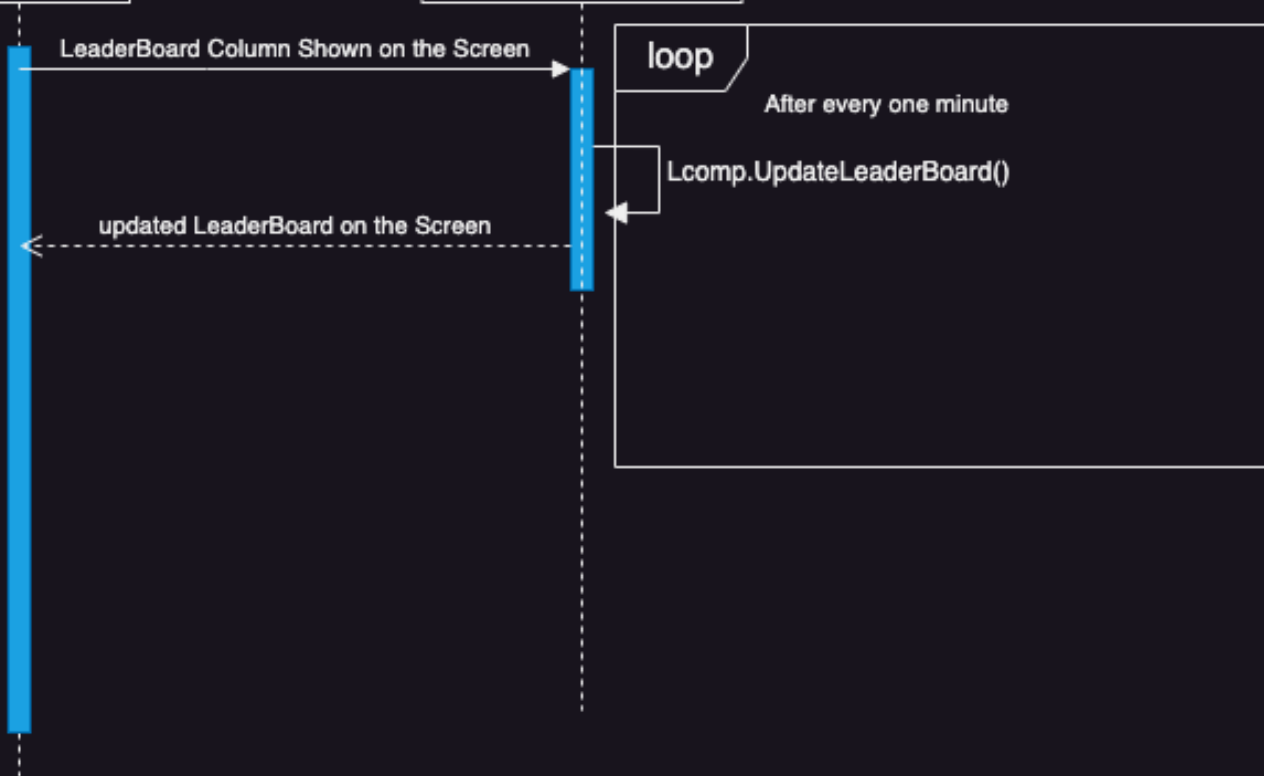 LeaderBoard Column Shown on the Screen
loop
After every one minute
Lcomp.UpdateLeaderBoard()
updated LeaderBoard on the Screen